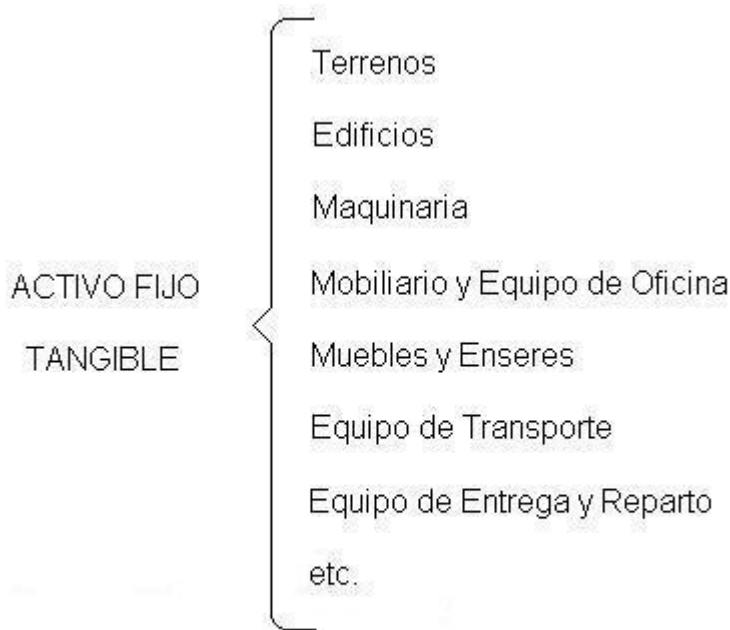 ACTIVO FIJO
TANGIBLE
Terrenos
Edificios
Maquinaria
Mobiliario y Equipo de Oficina
Muebles y Enseres
Equipo de Transporte
Equipo de Entrega y Reparto
etc.